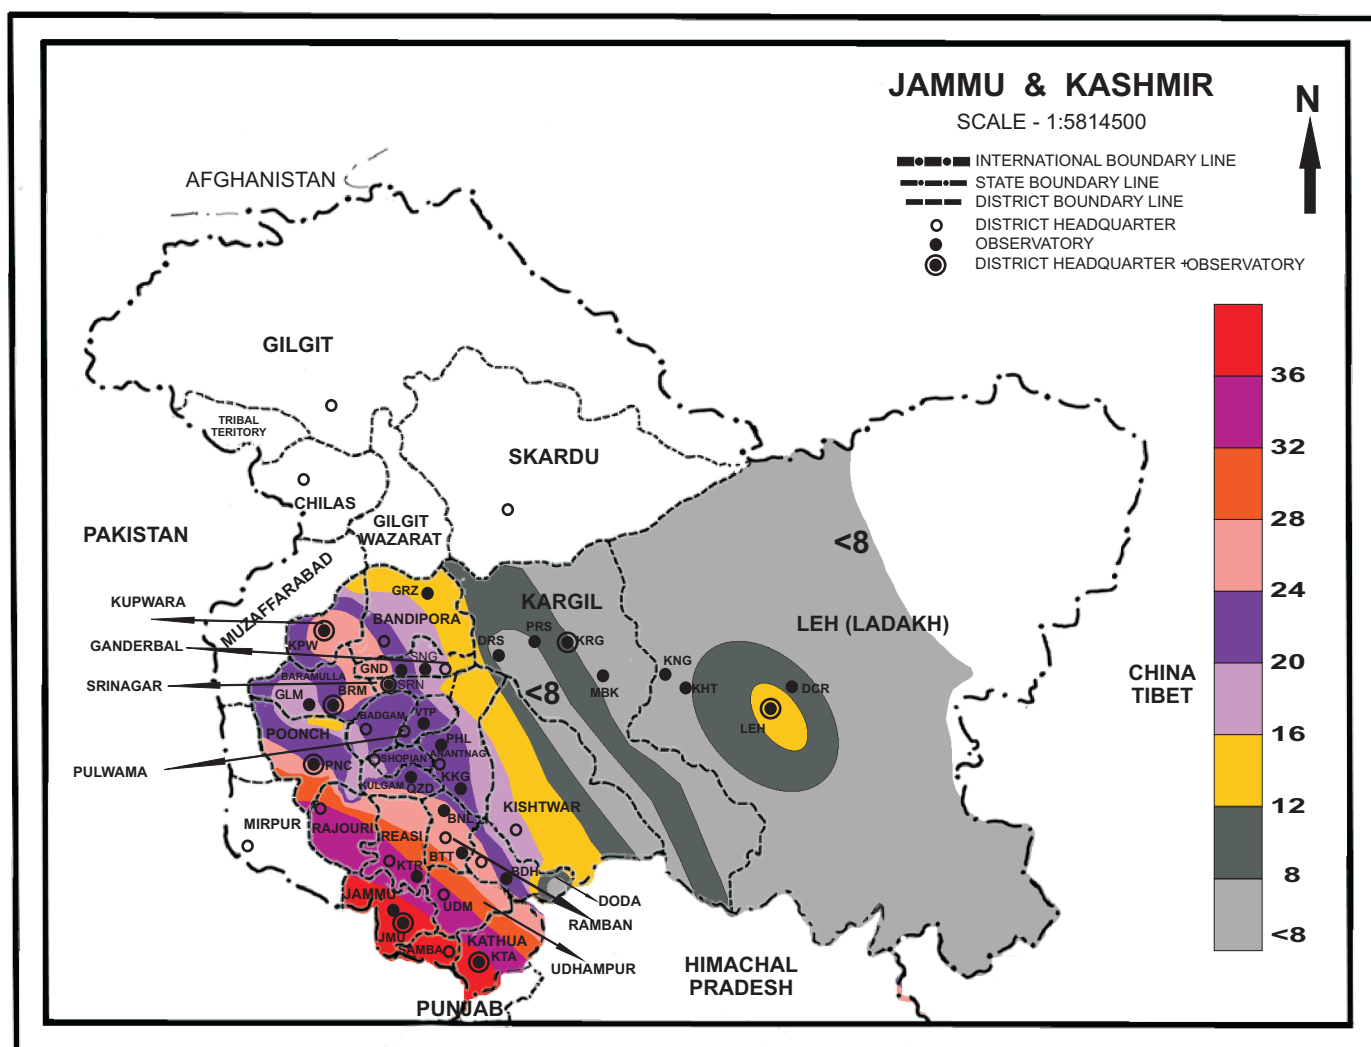 JAMMU & KASHMIR
SCALE - 1:5814500
N
INTERNATIONAL BOUNDARY LINE
STATE BOUNDARY LINE
DISTRICT BOUNDARY LINE
DISTRICT HEADQUARTER
OBSERVATORY
DISTRICT HEADQUARTER +OBSERVATORY
AFGHANISTAN
GILGIT
TRIBAL
TERITORY
SKARDU
CHILAS
GILGIT
WAZARAT
PAKISTAN
MUZAFFARABAD
<8
KUPWARA
GANDERBAL
SRINAGAR
PULWAMA
GRZ
BANDIPORA
KARGIL
LEH (LADAKH)
KPW
DRS
PRS
KRG
SNG
GND
KNG
BARAMULLA
SRN
GLM
BRM
<8
MBK
KHT
DCR
LEH
BADGAM
VTP
POONCH
PHL
ANANTNAG
SHOPIAN
PNC
KKG
KULGAM
QZD
KISHTWAR
MIRPUR
RAJOURI
REASI
BNL
BTT
KTR
BDH
JAMMU
UDM
DODA
RAMBAN
JMU
SAMBA
KATHUA
KTA
UDHAMPUR
HIMACHAL
PRADESH
PUNJAB
CHINA
TIBET
36
32
28
24
20
16
12
8
<8